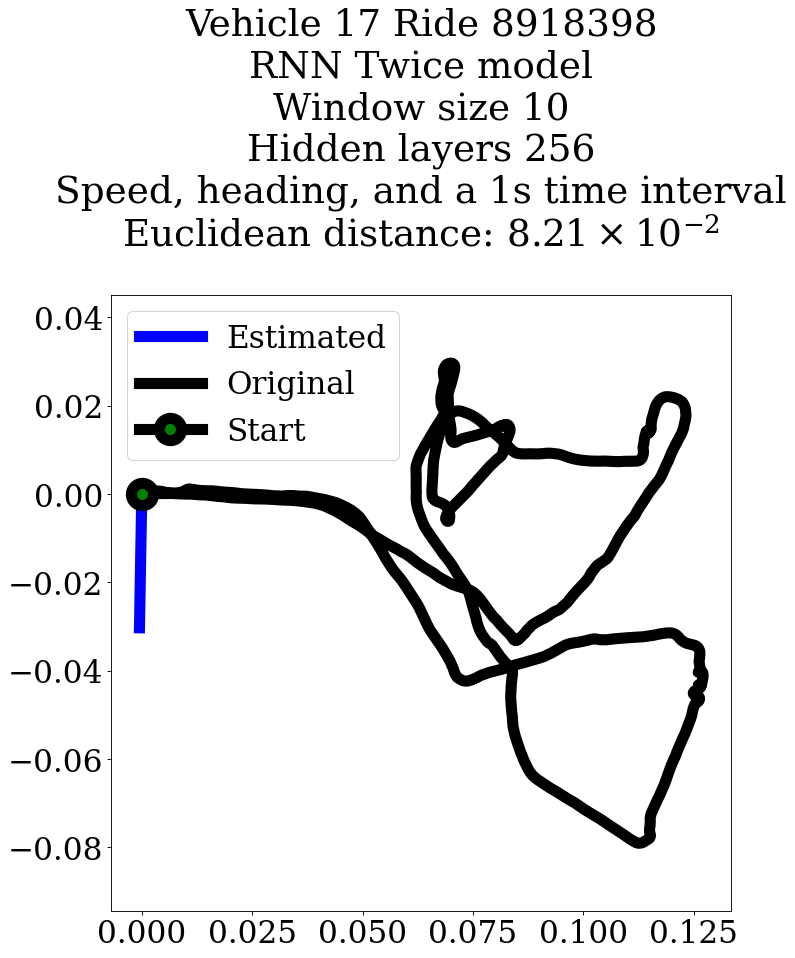 Vehicle 17 Ride 8918398
RNN Twice model
Window size 10
Hidden layers 256
Speed, heading, and a 1s time interval
Euclidean distance: 8.21 × 10⁻²
Estimated
Original
Start
0.04
0.02
0.00
−0.02
−0.04
−0.06
−0.08
0.000 0.025 0.050 0.075 0.100 0.125